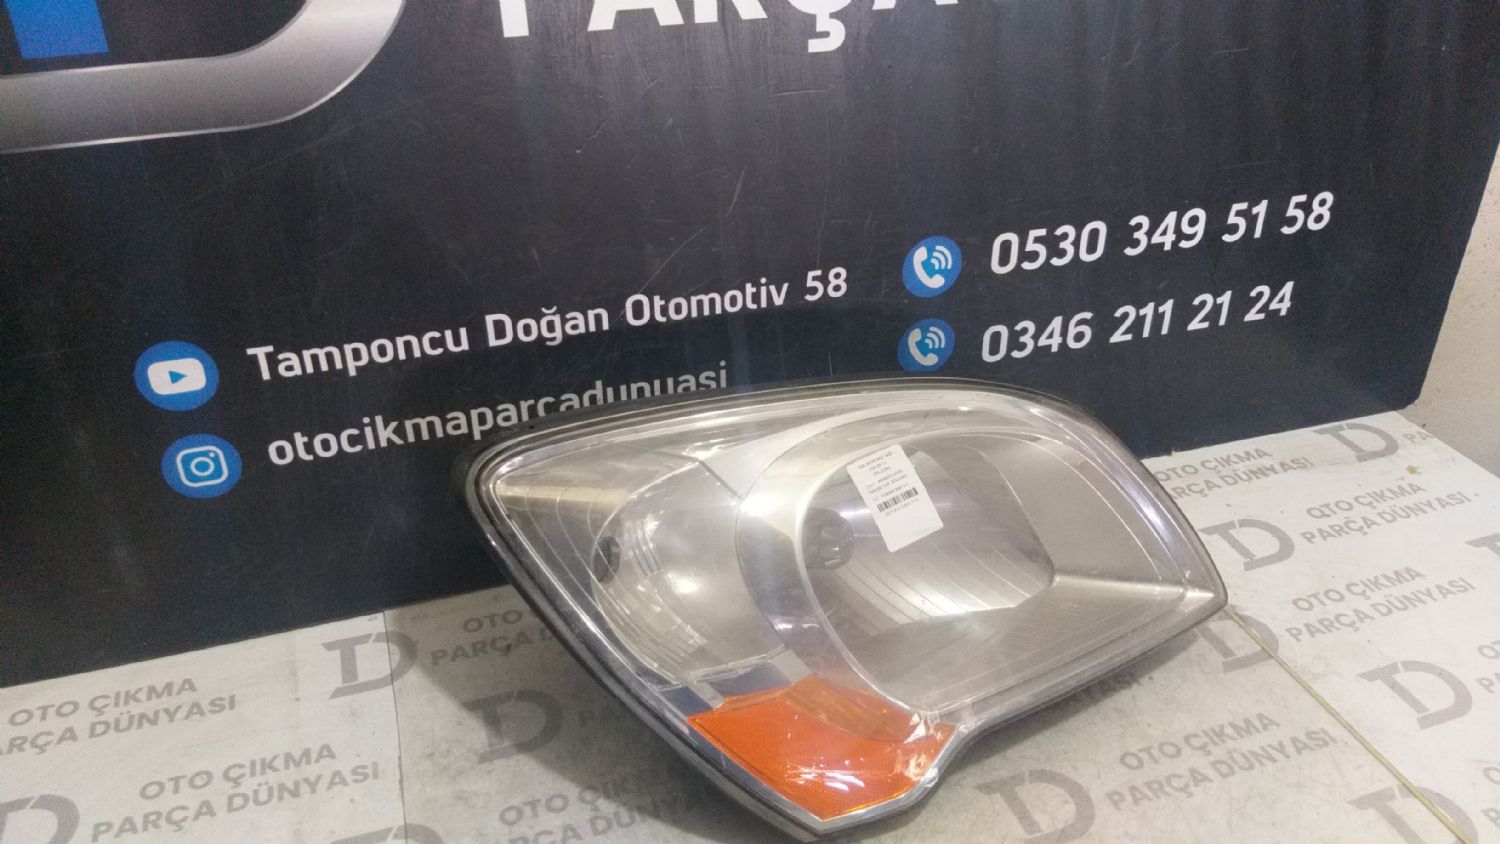 PARÇA
Tamponcu Doğan Otomotiv 58
otocikmaparcadunyasi
0530 349 51 58
0346 211 21 24
OTO ÇIKMA
PARÇA DÜNYASI
OTO ÇIKMA
PARÇA DÜNYASI
OTO ÇIKMA
PARÇA DÜNYASI
OTO ÇIKMA
PARÇA DÜNYASI
OTO ÇIKMA
PARÇA DÜNYASI
OTO ÇIKMA
PARÇA DÜNYASI